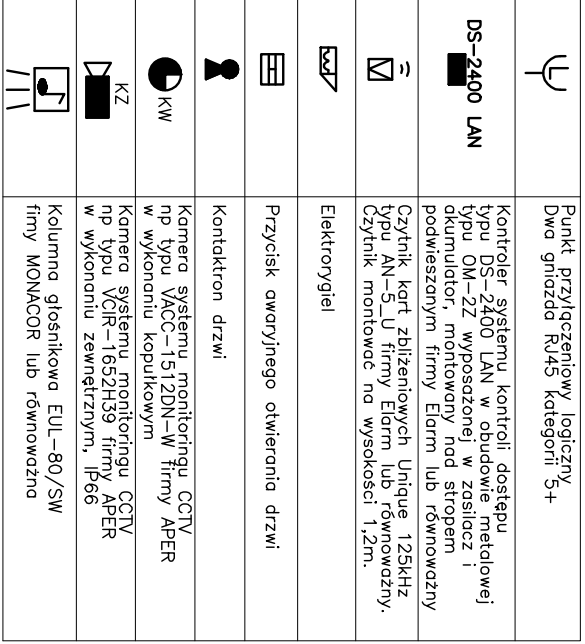 L
Punkt przyłączeniowy logiczny
Dwa gniazda RJ45 kategorii 5+
DS-2400 LAN
Kontroler systemu kontroli dostępu
typu DS-2400 LAN w obudowie metalowej
typu OM-2Z wyposażonej w zasilacz i
akumulator, montowany nad stropem
podwieszanym firmy Elarm lub równoważny
Czytnik kart zbliżeniowych Unique 125kHz
typu AN-5_U firmy Elarm lub równoważny.
Czytnik montować na wysokości 1,2m.
Elektrorygiel
Przycisk awaryjnego otwierania drzwi
Kontaktron drzwi
KW
Kamera systemu monitoringu CCTV
np typu VACC-1512DN-W firmy APER
w wykonaniu kopułkowym
KZ
Kamera systemu monitoringu CCTV
np typu VCIR-1652H39 firmy APER
w wykonaniu zewnętrznym, IP66
Kolumna głośnikowa EUL-80/SW
firmy MONACOR lub równoważna